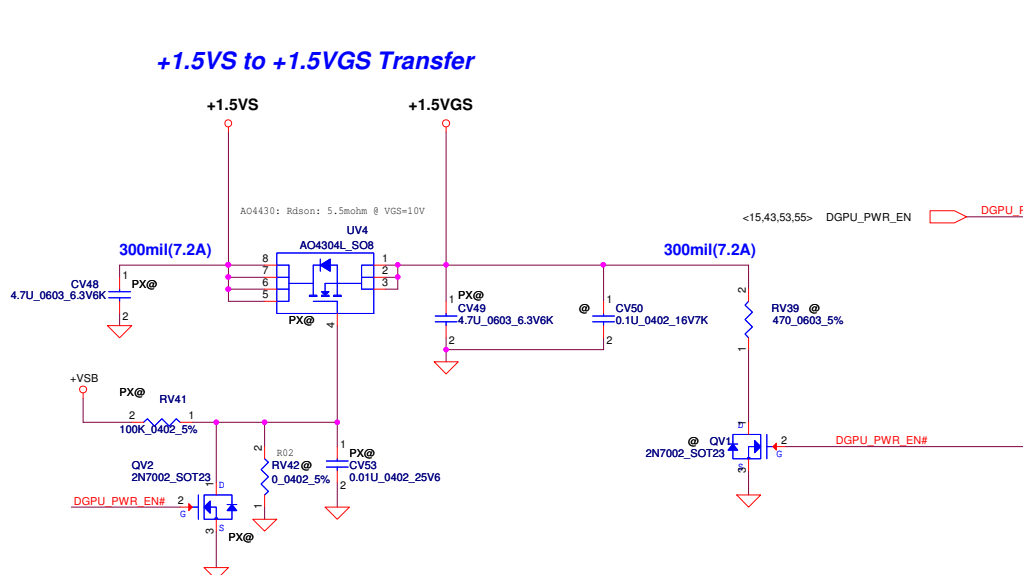 +1.5VS to +1.5VGS Transfer
+1.5VS
+1.5VGS
AO4430: Rdson: 5.5mohm @ VGS=10V
<15,43,53,55>
DGPU_PWR_EN
UV4
AO4304L_SO8
300mil(7.2A)
300mil(7.2A)
8
7
6
5
1
2
3
4
PX@
1
PX@
CV48
4.7U_0603_6.3V6K
2
1
PX@
CV49
4.7U_0603_6.3V6K
2
1
@
CV50
0.1U_0402_16V7K
2
2
RV39
@
470_0603_5%
1
+VSB
PX@
RV41
2
1
100K_0402_5%
1
D
@
QV1
2N7002_SOT23
2
G
DGPU_PWR_EN#
3
S
2
R02
RV42@
0_0402_5%
1
1
PX@
CV53
0.01U_0402_25V6
2
QV2
2N7002_SOT23
1
D
DGPU_PWR_EN#
2
G
3
S
PX@